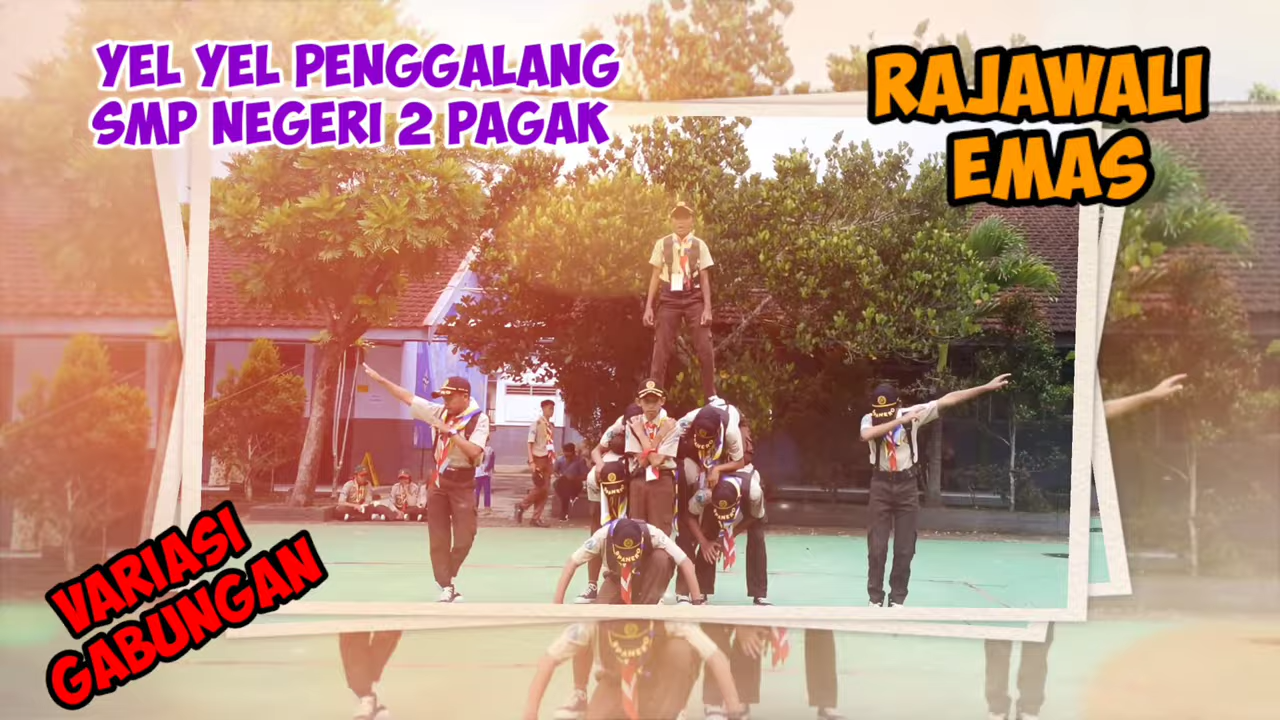 YEL YEL PENGGALANG
SMP NEGERI 2 PAGAK
RAJAWALI
EMAS
VARIASI
GABUNGAN